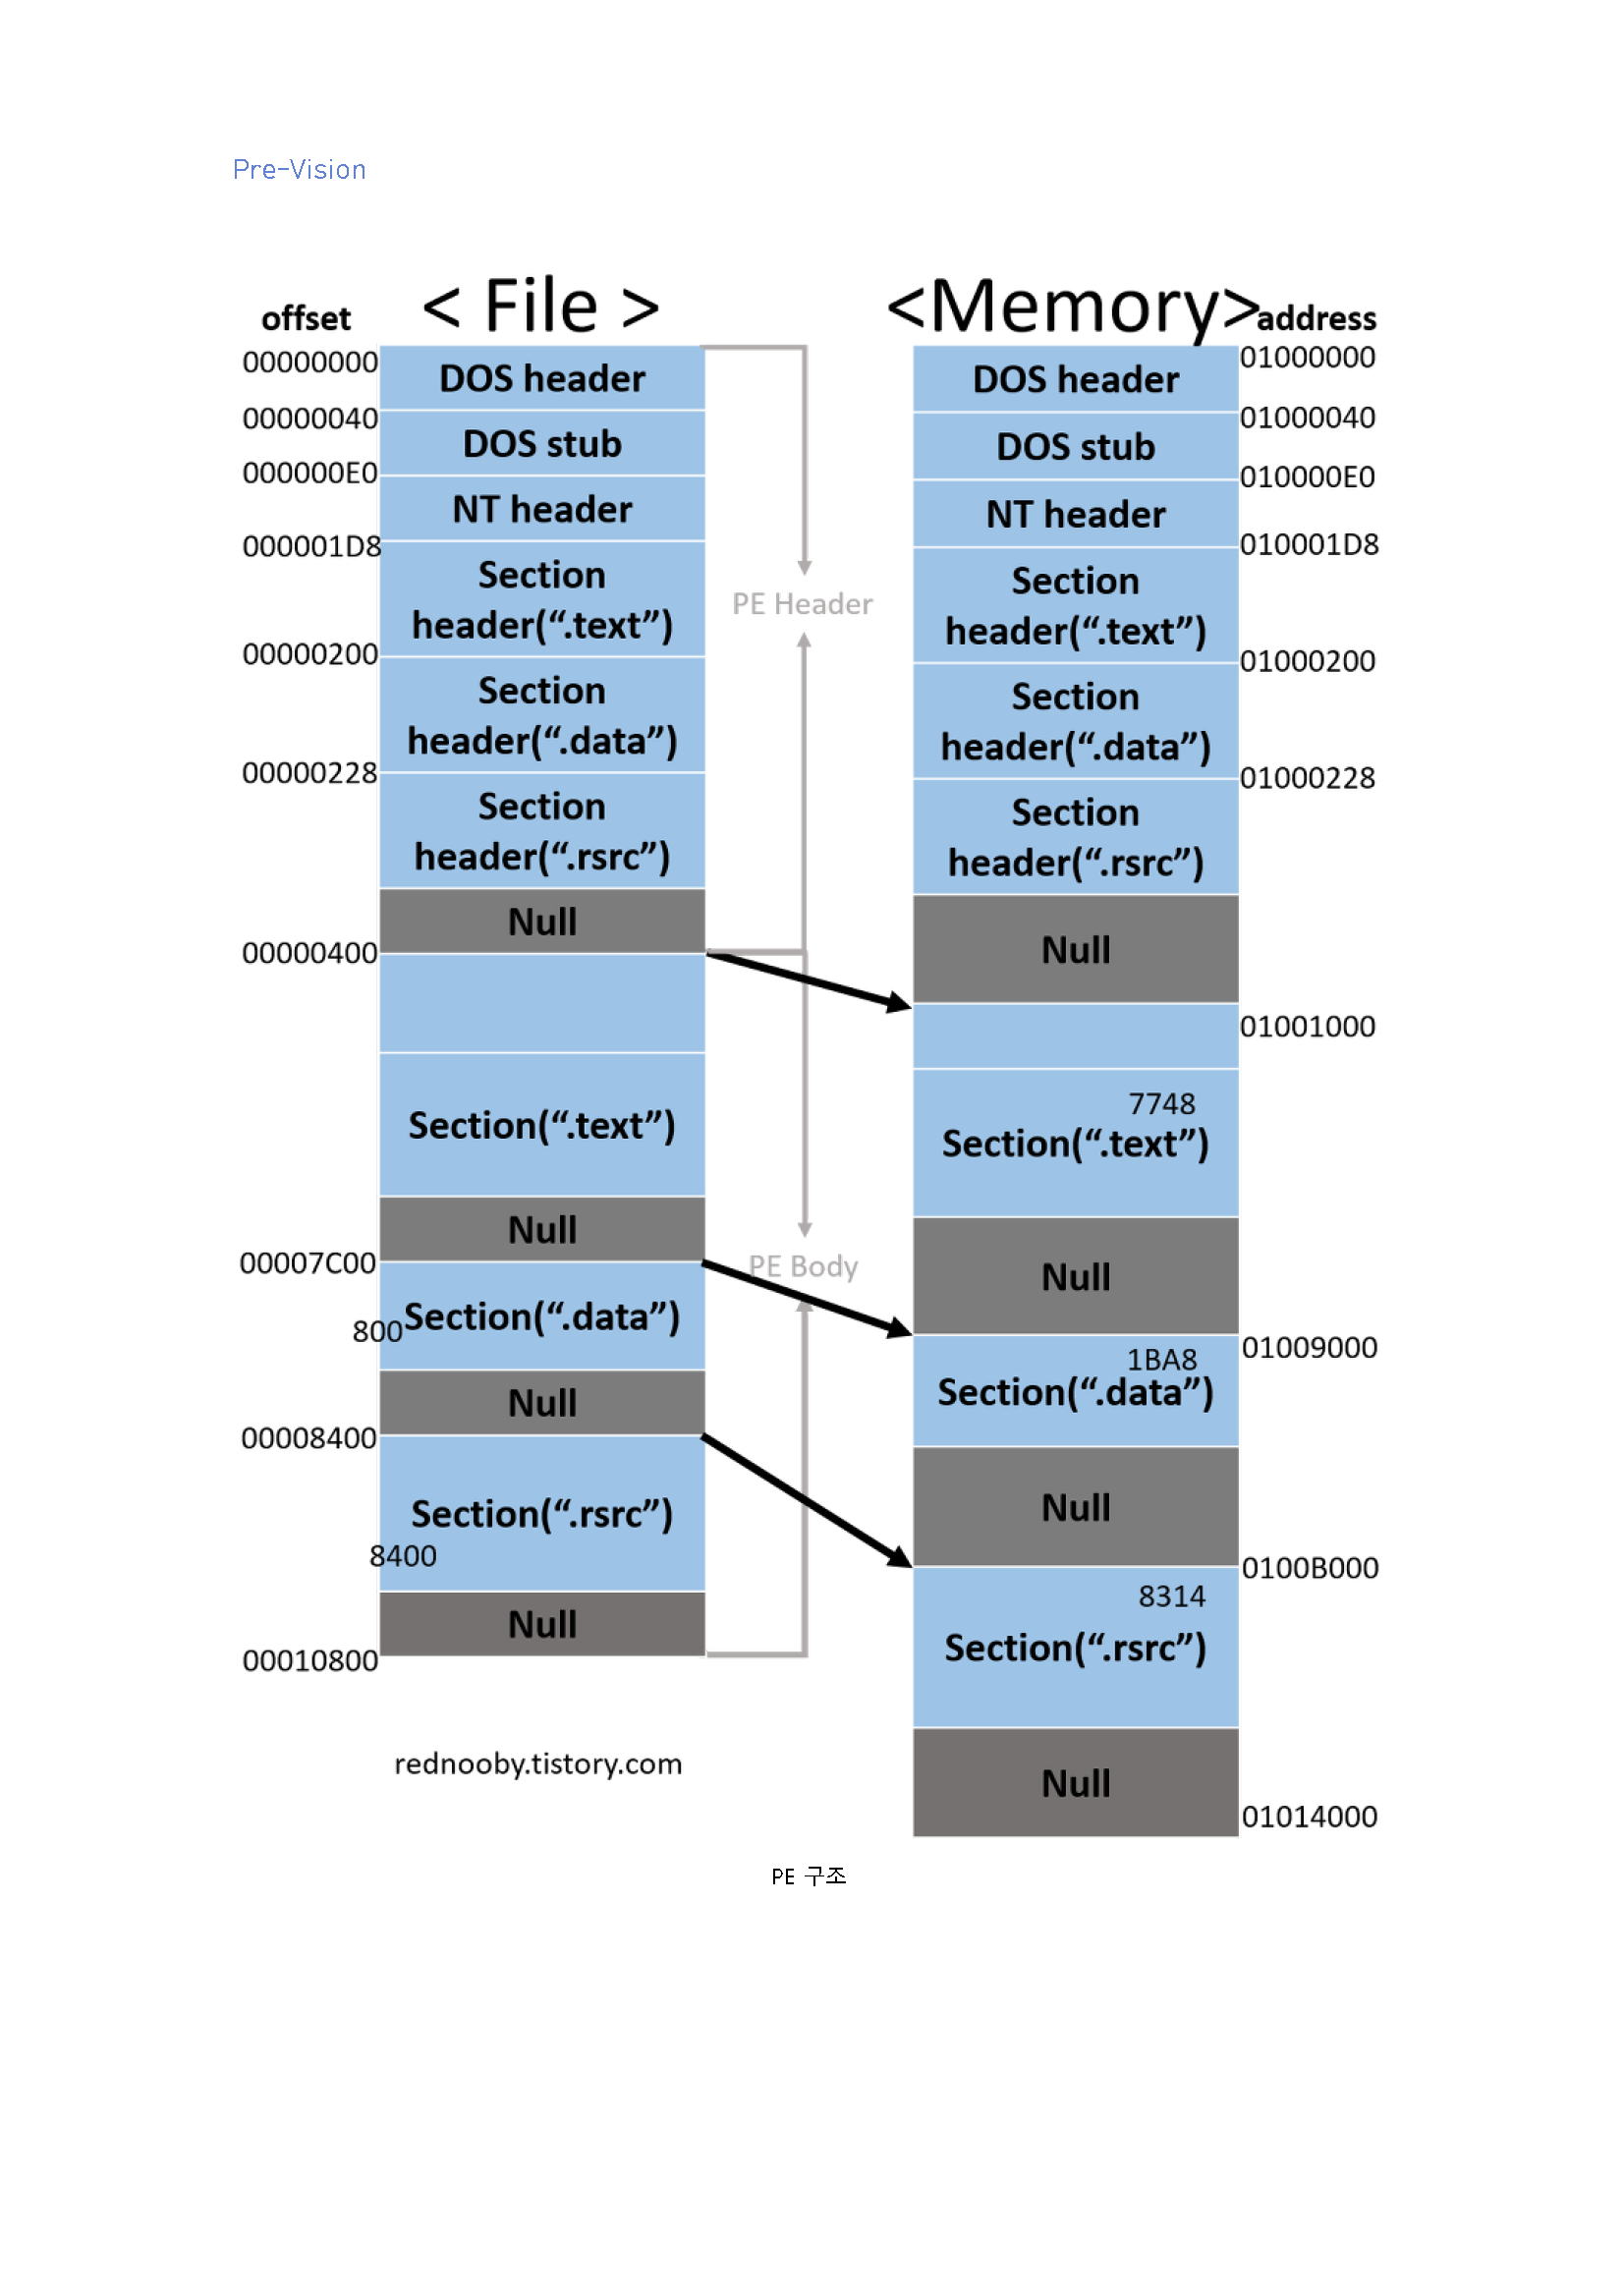 Pre-Vision
offset
< File >
00000000
DOS header
00000040
DOS stub
000000E0
NT header
000001D8
Section
header(“.text”)
00000200
Section
header(“.data”)
00000228
Section
header(“.rsrc”)
Null
00000400
Section(“.text”)
Null
00007C00
Section(“.data”)
800
Null
00008400
Section(“.rsrc”)
8400
Null
00010800
PE Header
PE Body
<Memory>
address
01000000
DOS header
01000040
DOS stub
010000E0
NT header
010001D8
Section
header(“.text”)
01000200
Section
header(“.data”)
01000228
Section
header(“.rsrc”)
Null
01001000
7748
Section(“.text”)
Null
01009000
1BA8
Section(“.data”)
Null
0100B000
8314
Section(“.rsrc”)
Null
01014000
rednooby.tistory.com
PE 구조